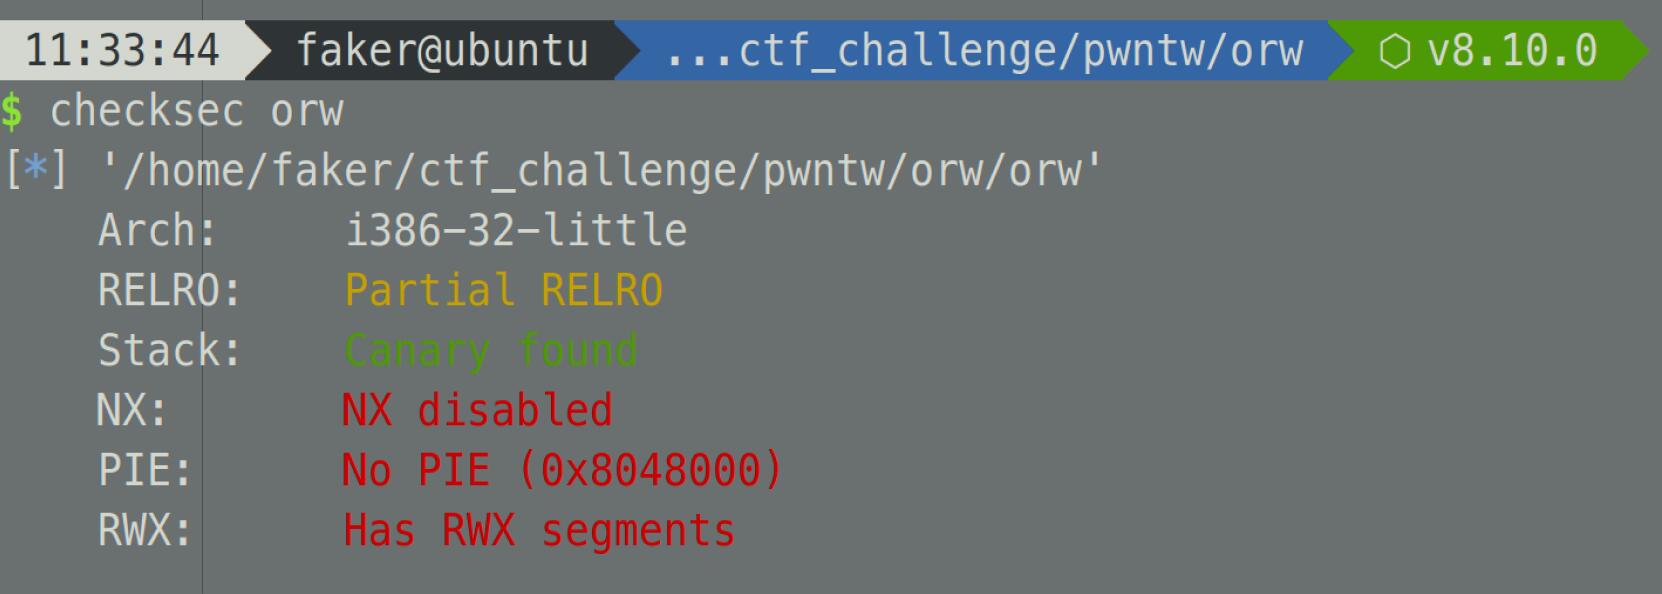 11:33:44 faker@ubuntu ...ctf_challenge/pwntw/orw ⬡ v8.10.0
$ checksec orw
[*] '/home/faker/ctf_challenge/pwntw/orw/orw'
Arch: i386-32-little
RELRO: Partial RELRO
Stack: Canary found
NX: NX disabled
PIE: No PIE (0x8048000)
RWX: Has RWX segments